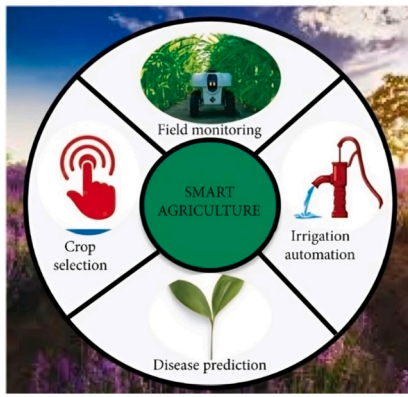 Field monitoring
SMART
AGRICULTURE
Crop
selection
Irrigation
automation
Disease prediction